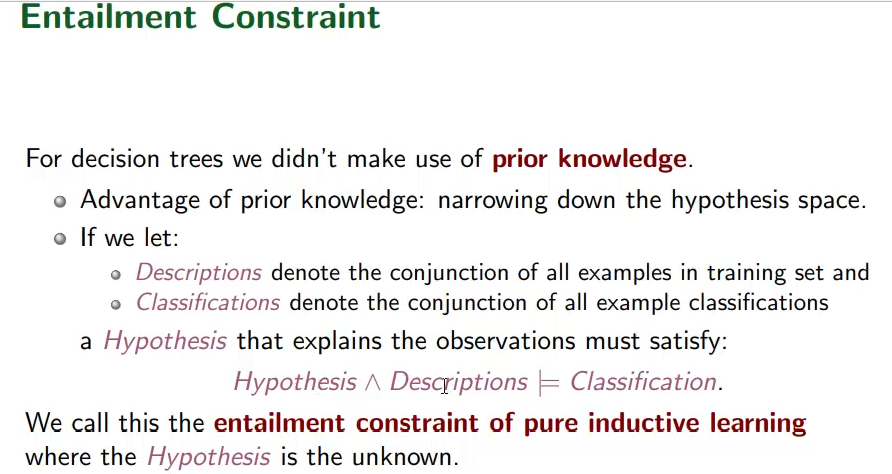 Entailment Constraint
For decision trees we didn't make use of prior knowledge.
Advantage of prior knowledge: narrowing down the hypothesis space.
If we let:
Descriptions denote the conjunction of all examples in training set and
Classifications denote the conjunction of all example classifications
a Hypothesis that explains the observations must satisfy:
Hypothesis ∧ Descriptions ⊨ Classification.
We call this the entailment constraint of pure inductive learning
where the Hypothesis is the unknown.